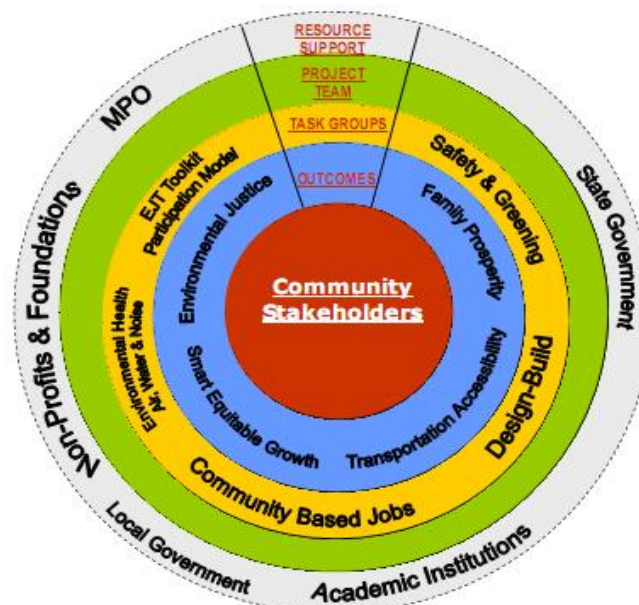 RESOURCE
SUPPORT
PROJECT
TEAM
TASK GROUPS
OUTCOMES
Community
Stakeholders
MPO
State Government
Academic Institutions
Local Government
Non-Profits & Foundations
EJT Toolkit
Participation Model
Safety & Greening
Design-Build
Community Based Jobs
Environmental Health
Air, Water & Noise
Environmental Justice
Family Prosperity
Transportation Accessibility
Smart Equitable Growth